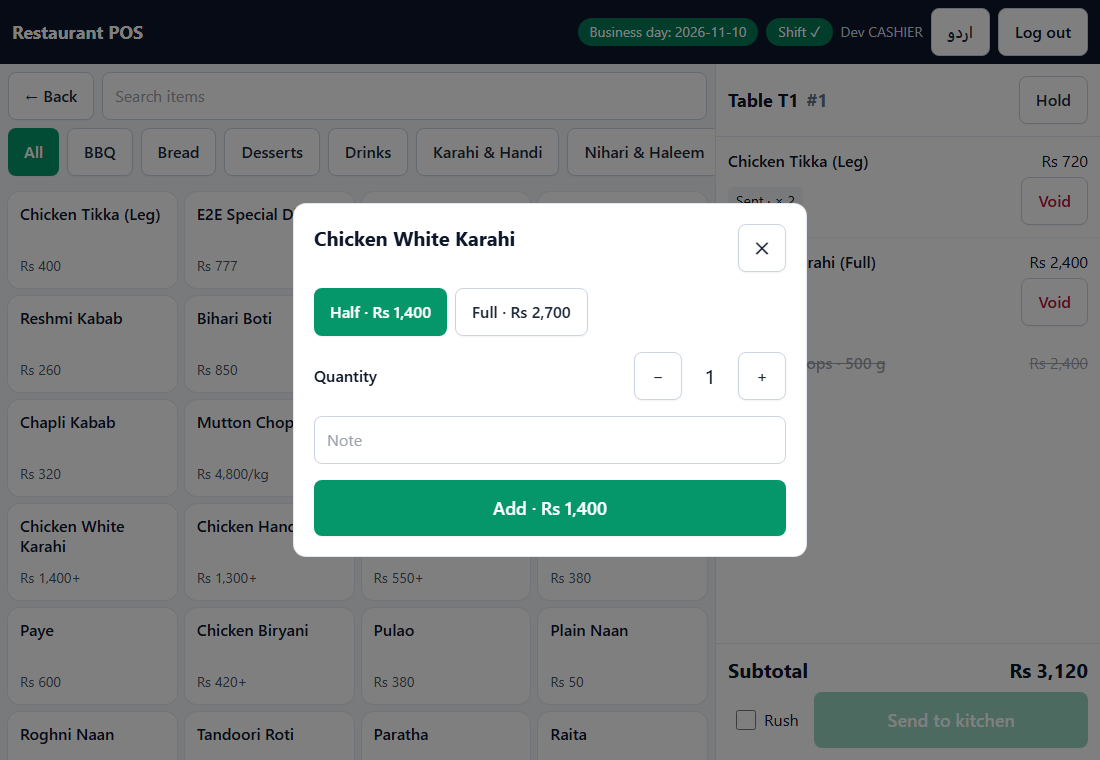 Restaurant POS
Business day: 2026-11-10
Shift ✓
Dev CASHIER
اردو
Log out
← Back
Search items
Table T1 #1
Hold
All
BBQ
Bread
Desserts
Drinks
Karahi & Handi
Nihari & Haleem
Chicken Tikka (Leg)
Rs 400
E2E Special D
Rs 777
Reshmi Kabab
Rs 260
Bihari Boti
Rs 850
Chapli Kabab
Rs 320
Mutton Chop
Rs 4,800/kg
Chicken White
Karahi
Rs 1,400+
Chicken Hand
Rs 1,300+
Rs 550+
Rs 380
Paye
Rs 600
Chicken Biryani
Rs 420+
Pulao
Rs 380
Plain Naan
Rs 50
Roghni Naan
Tandoori Roti
Paratha
Raita
Chicken White Karahi
×
Half · Rs 1,400
Full · Rs 2,700
Quantity
− 1 +
Note
Add · Rs 1,400
Chicken Tikka (Leg)
Rs 720
Sent · × 2
Void
rahi (Full)
Rs 2,400
Void
ops · 500 g
Rs 2,400
Subtotal
Rs 3,120
Rush
Send to kitchen